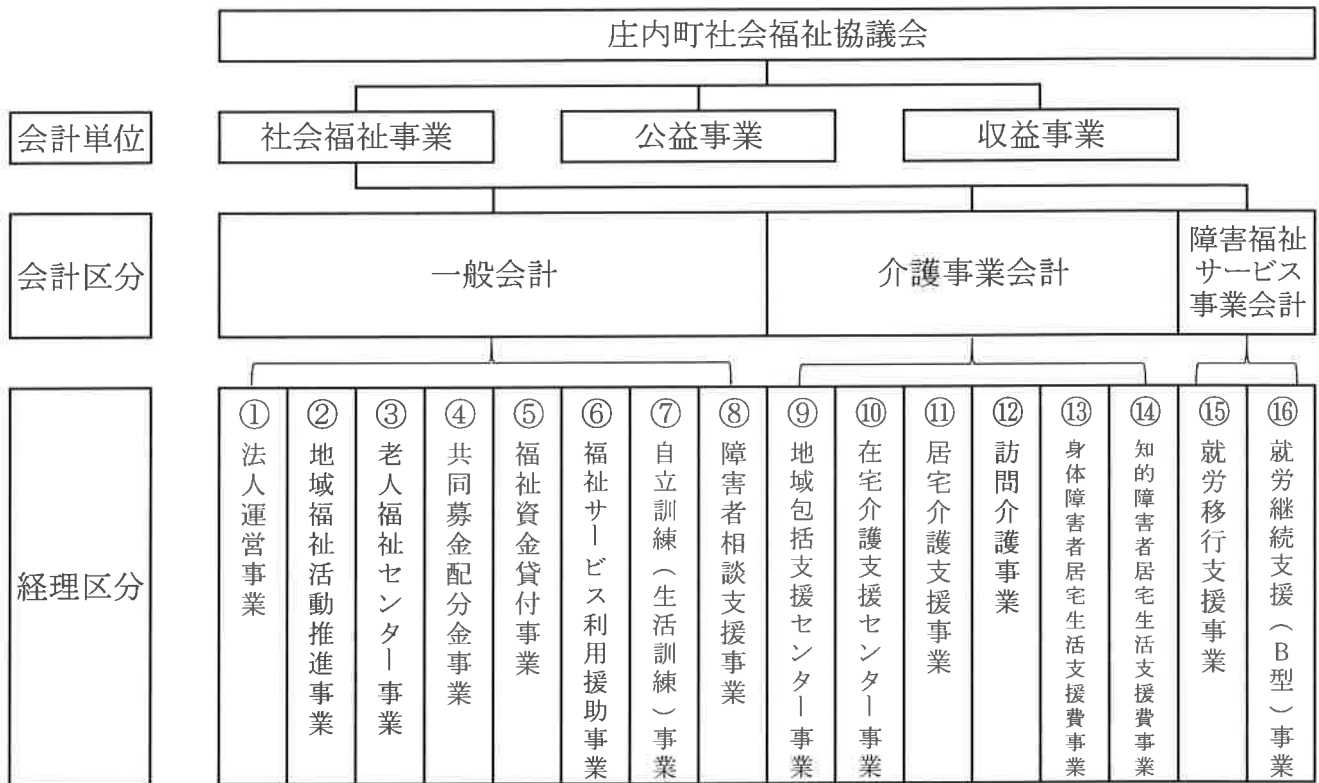 庄内町社会福祉協議会
会計単位
社会福祉事業
公益事業
収益事業
会計区分
一般会計
介護事業会計
障害福祉
サービス
事業会計
経理区分
①法人運営事業
②地域福祉活動推進事業
③老人福祉センター事業
④共同募金配分金事業
⑤福祉資金貸付事業
⑥福祉サービス利用援助事業
⑦自立訓練（生活訓練）事業
⑧障害者相談支援事業
⑨地域包括支援センター事業
⑩在宅介護支援センター事業
⑪居宅介護支援事業
⑫訪問介護事業
⑬身体障害者居宅生活支援費事業
⑭知的障害者居宅生活支援費事業
⑮就労移行支援事業
⑯就労継続支援（B型）事業